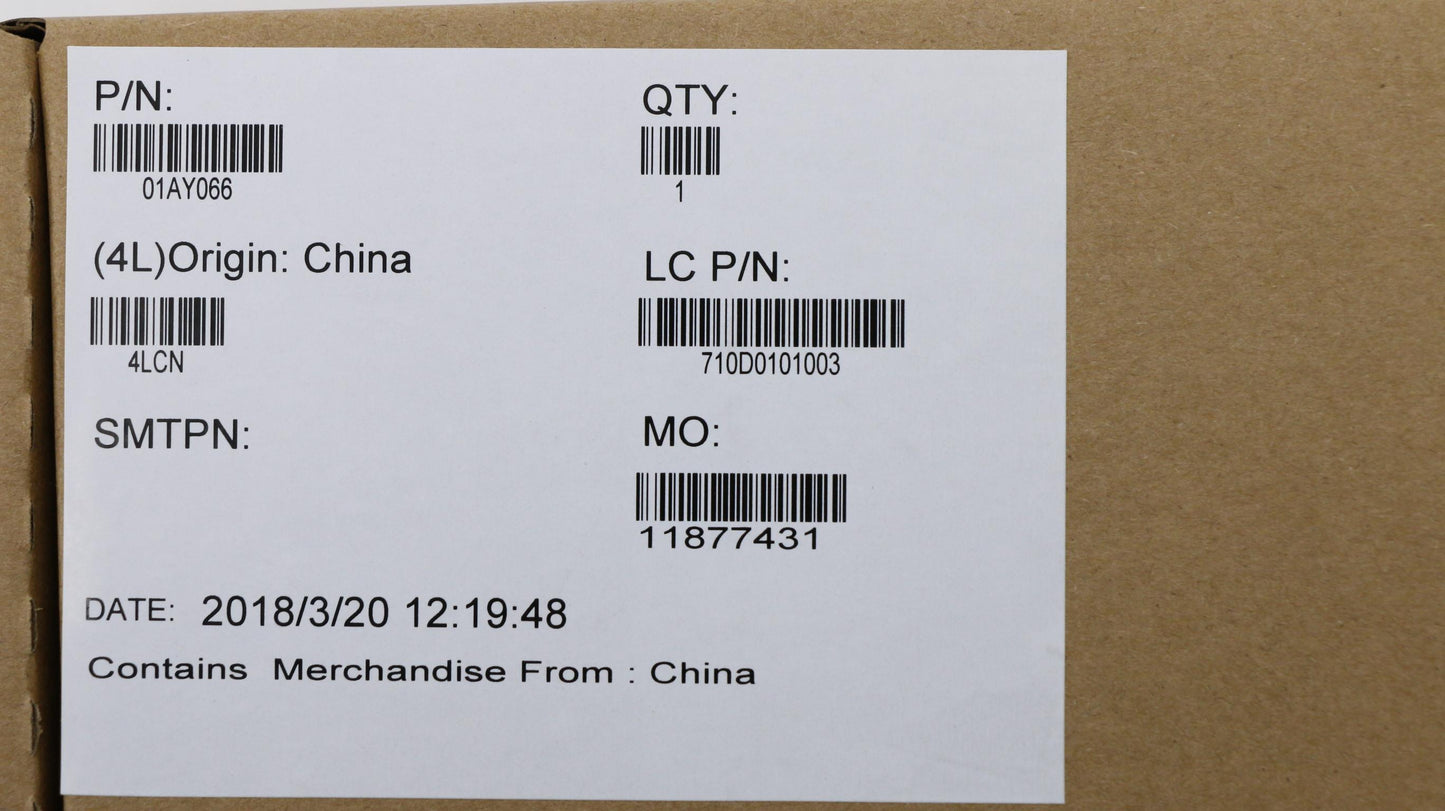 P/N:
01AY066
QTY:
1
(4L)Origin: China
4LCN
LC P/N:
710D0101003
SMTPN:
MO:
11877431
DATE: 2018/3/20 12:19:48
Contains Merchandise From : China